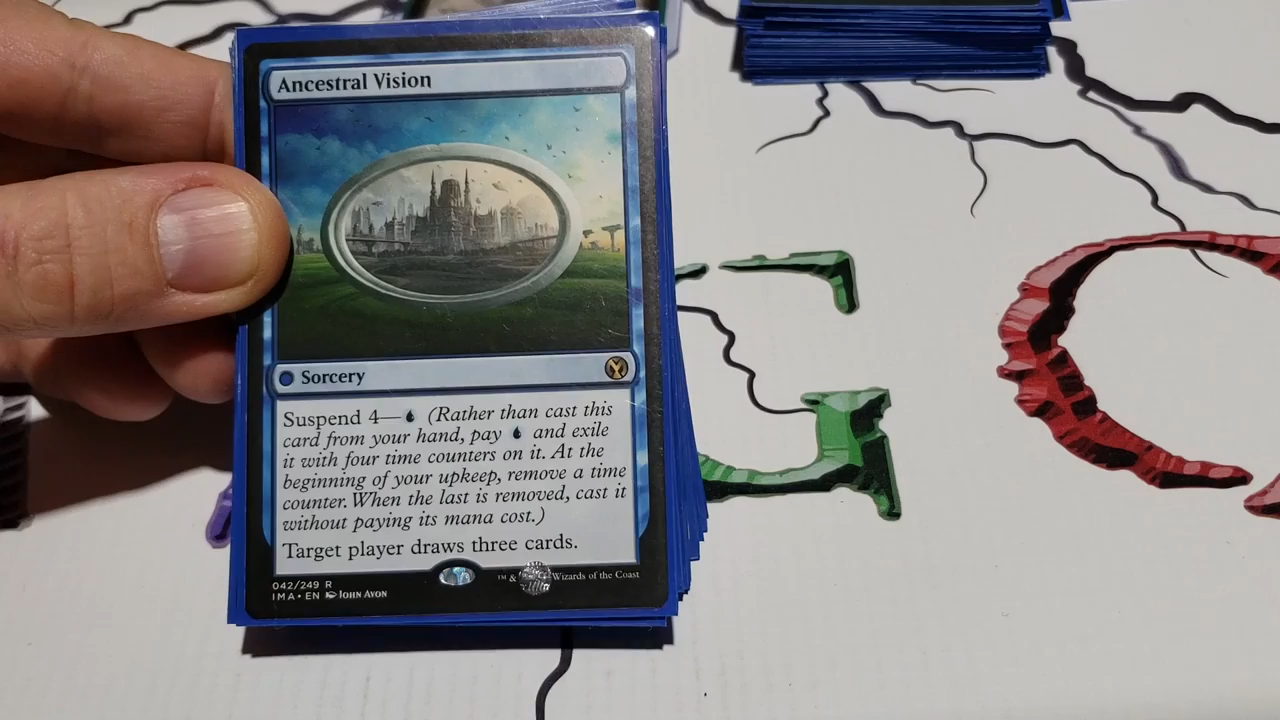 Ancestral Vision
Sorcery
Suspend 4— (Rather than cast this
card from your hand, pay and exile
it with four time counters on it. At the
beginning of your upkeep, remove a time
counter. When the last is removed, cast it
without paying its mana cost.)
Target player draws three cards.
042/249 R
IMA • EN John Avon
™ & Wizards of the Coast
G C